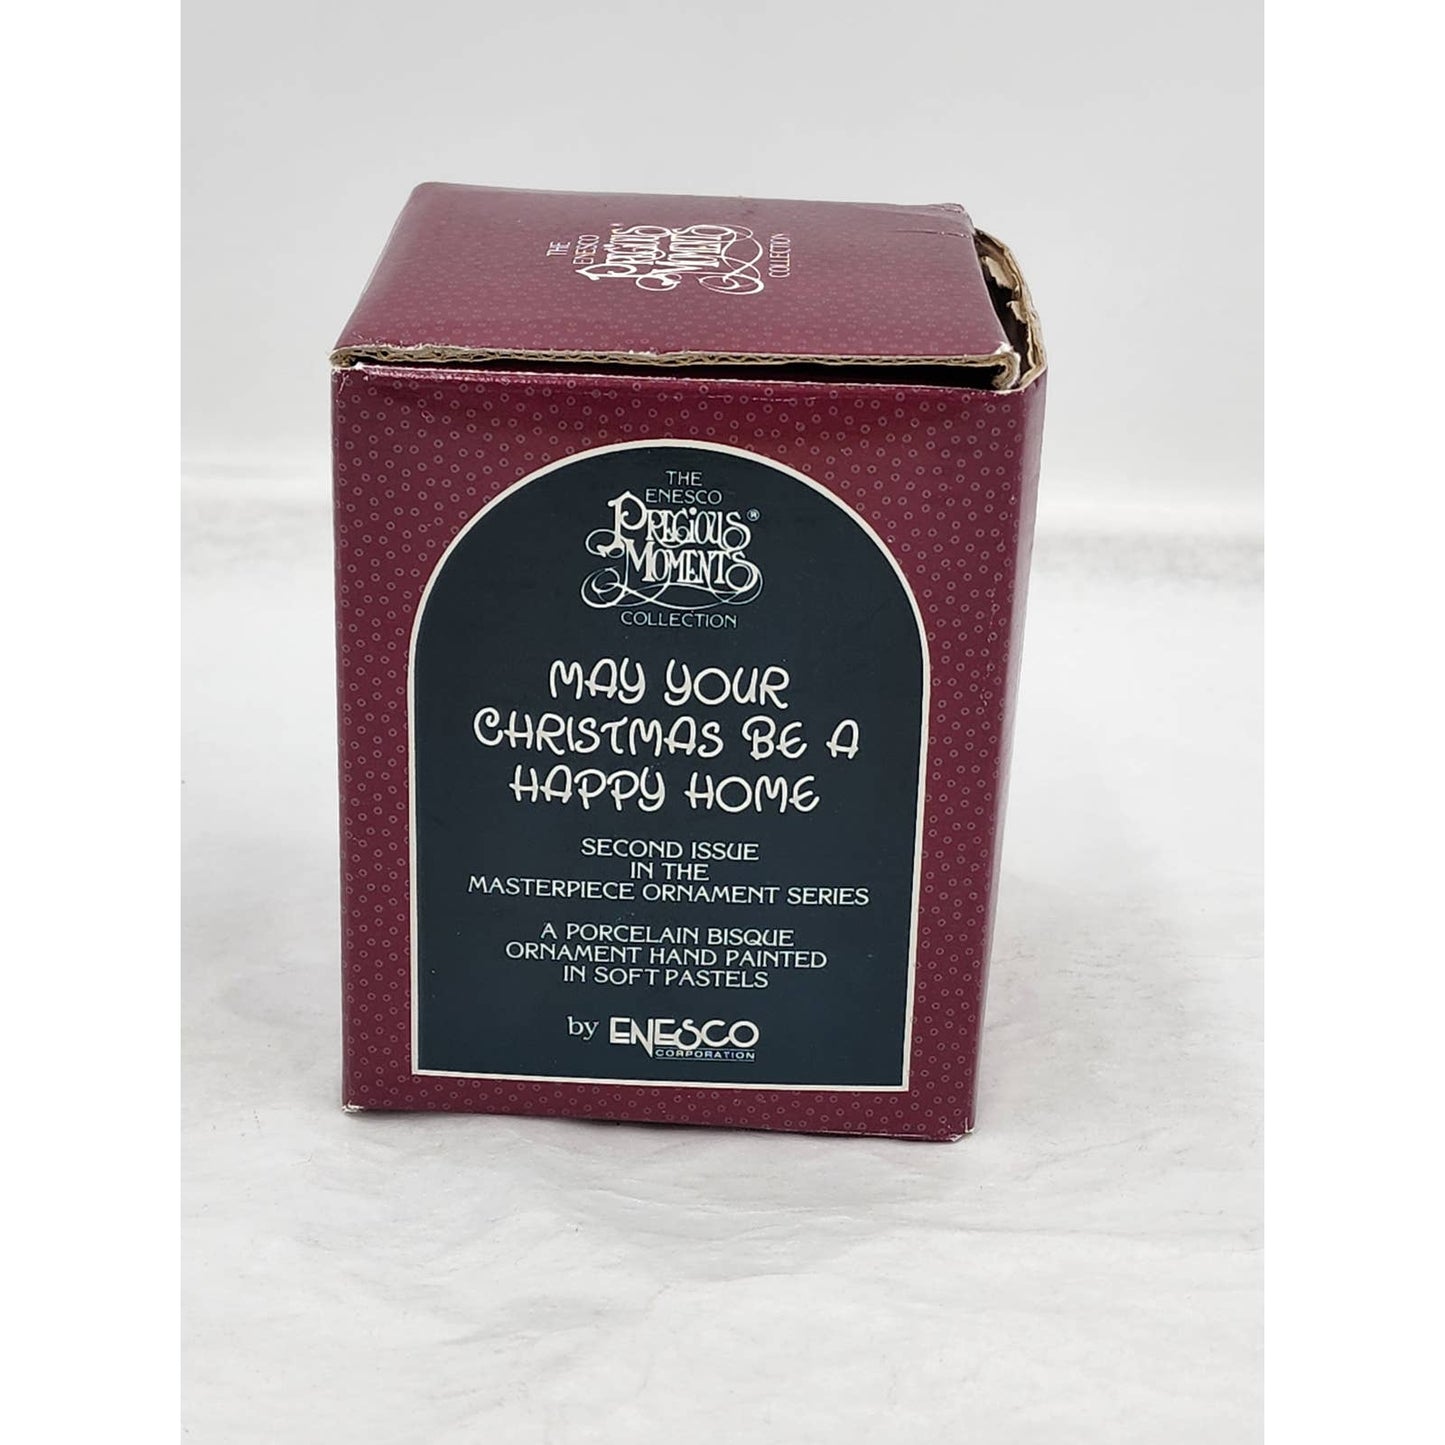 THE
ENESCO
PRECIOUS
MOMENTS
COLLECTION
THE
ENESCO
PRECIOUS®
MOMENTS
COLLECTION
MAY YOUR
CHRISTMAS BE A
HAPPY HOME
SECOND ISSUE
IN THE
MASTERPIECE ORNAMENT SERIES
A PORCELAIN BISQUE
ORNAMENT HAND PAINTED
IN SOFT PASTELS
by ENESCO
CORPORATION